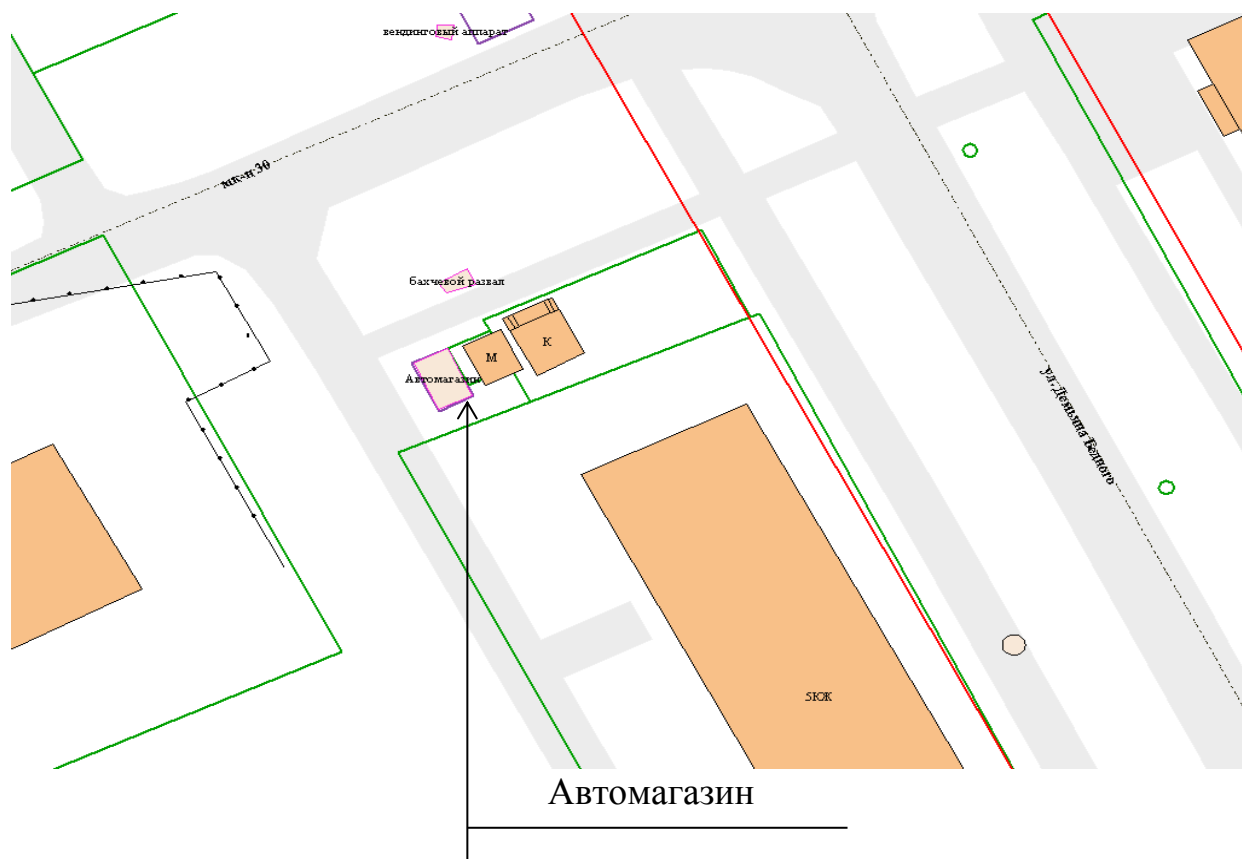 вендинговый аппарат
мк-н 30
бахчевой развал
К
М
Автомагазин
ул. Демьяна Бедного
5КЖ
Автомагазин